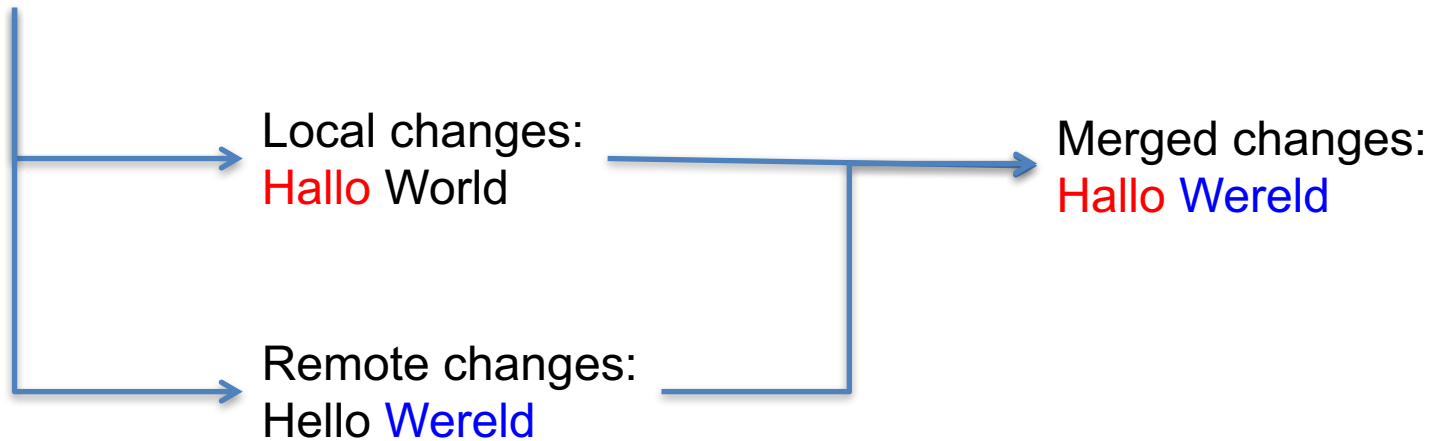 Local changes:
Hallo World
Merged changes:
Hallo Wereld
Remote changes:
Hello Wereld